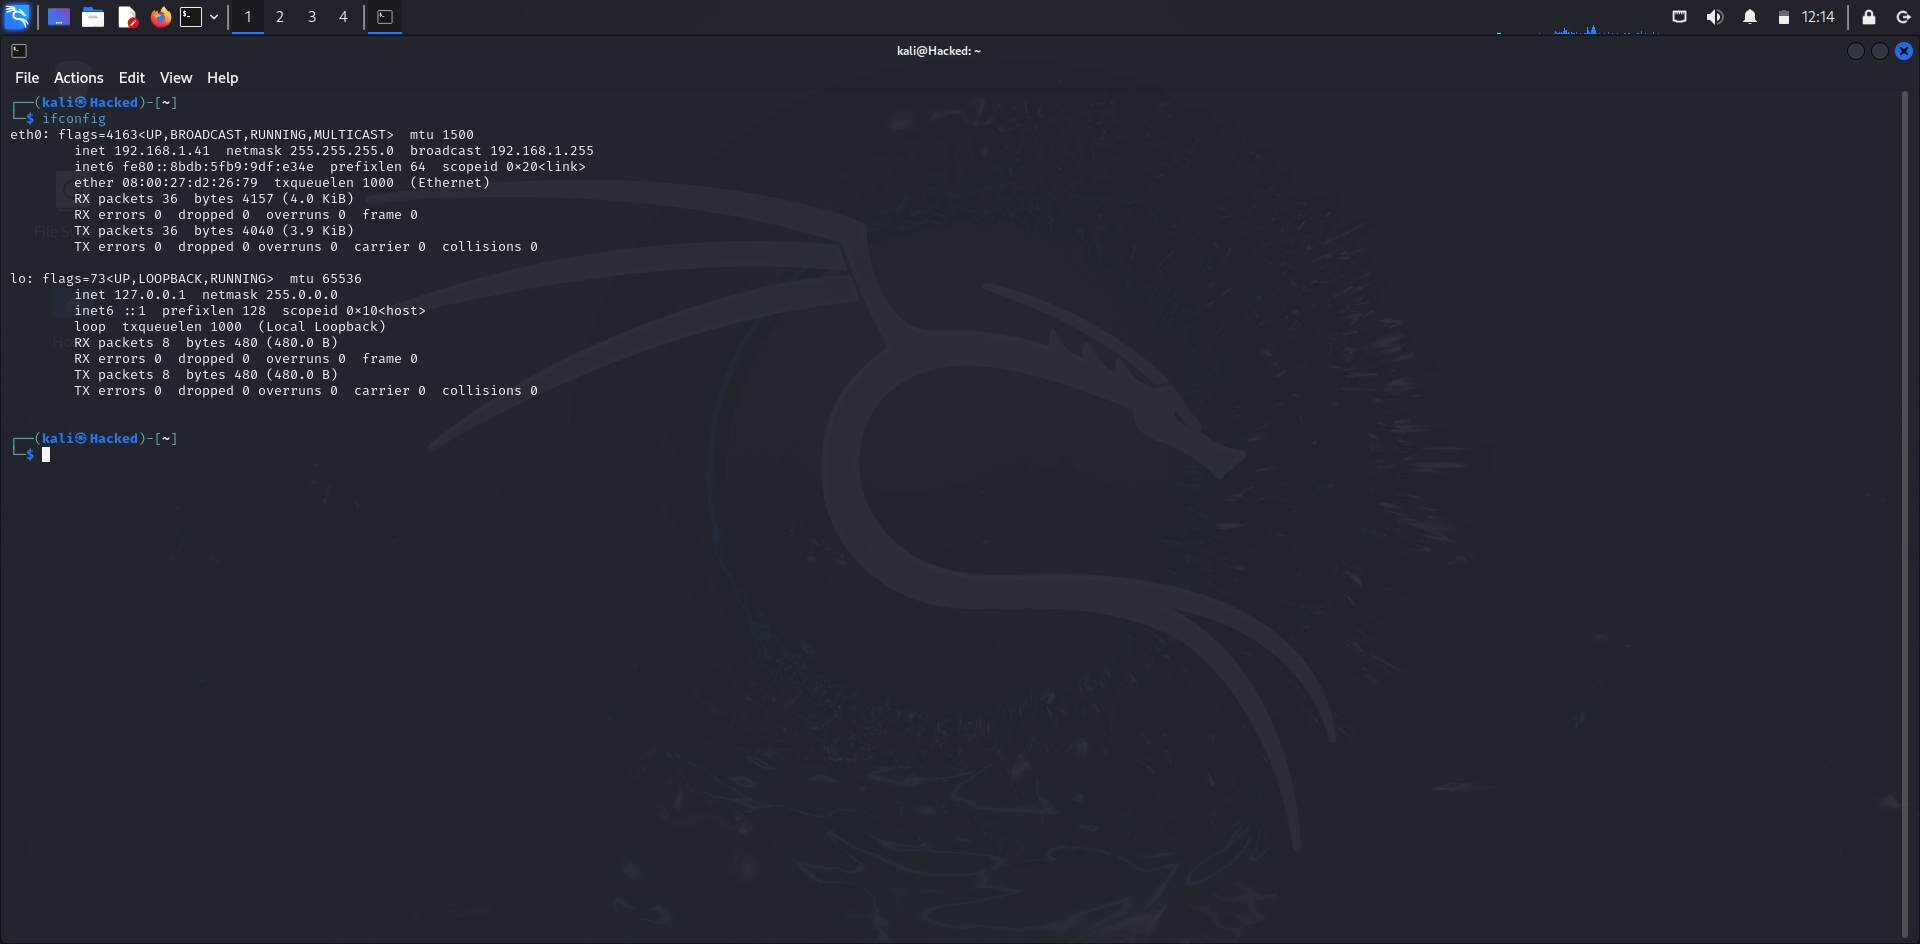 1 2 3 4 12:14
kali@Hacked: ~
File Actions Edit View Help
┌──(kali㉿Hacked)-[~]
└─$ ifconfig
eth0: flags=4163<UP,BROADCAST,RUNNING,MULTICAST>  mtu 1500
        inet 192.168.1.41  netmask 255.255.255.0  broadcast 192.168.1.255
        inet6 fe80::8bdb:5fb9:9df:e34e  prefixlen 64  scopeid 0×20<link>
        ether 08:00:27:d2:26:79  txqueuelen 1000  (Ethernet)
        RX packets 36  bytes 4157 (4.0 KiB)
        RX errors 0  dropped 0  overruns 0  frame 0
        TX packets 36  bytes 4040 (3.9 KiB)
        TX errors 0  dropped 0 overruns 0  carrier 0  collisions 0

lo: flags=73<UP,LOOPBACK,RUNNING>  mtu 65536
        inet 127.0.0.1  netmask 255.0.0.0
        inet6 ::1  prefixlen 128  scopeid 0×10<host>
        loop  txqueuelen 1000  (Local Loopback)
        RX packets 8  bytes 480 (480.0 B)
        RX errors 0  dropped 0  overruns 0  frame 0
        TX packets 8  bytes 480 (480.0 B)
        TX errors 0  dropped 0 overruns 0  carrier 0  collisions 0

┌──(kali㉿Hacked)-[~]
└─$